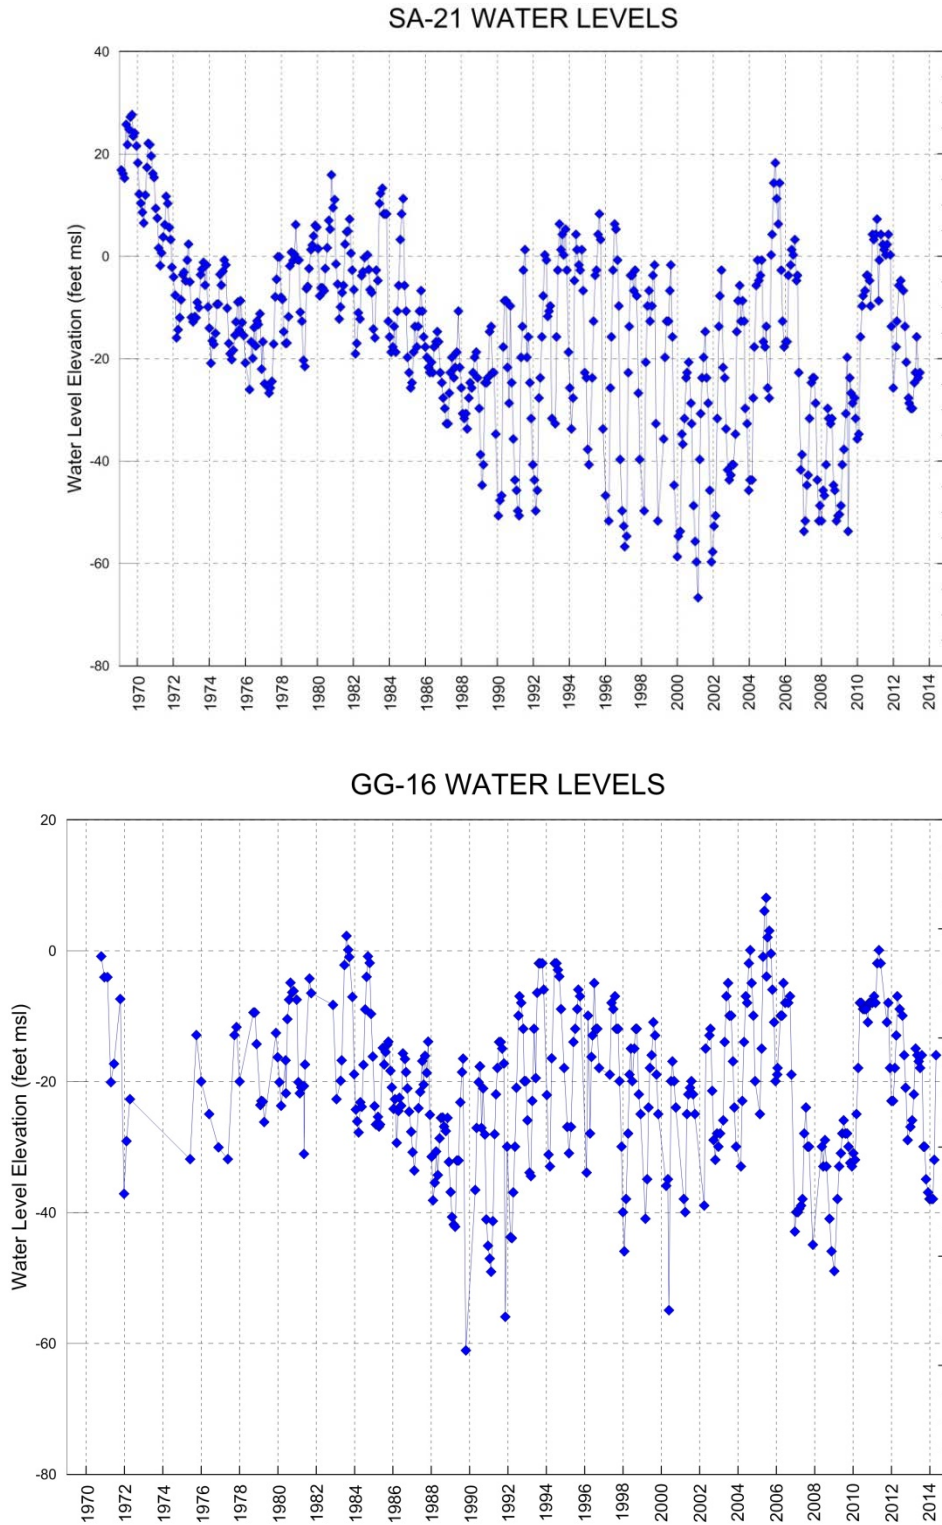 SA-21 WATER LEVELS
40
20
0
-20
-40
-60
-80
Water Level Elevation (feet msl)
1970 1972 1974 1976 1978 1980 1982 1984 1986 1988 1990 1992 1994 1996 1998 2000 2002 2004 2006 2008 2010 2012 2014
GG-16 WATER LEVELS
20
0
-20
-40
-60
-80
Water Level Elevation (feet msl)
1970 1972 1974 1976 1978 1980 1982 1984 1986 1988 1990 1992 1994 1996 1998 2000 2002 2004 2006 2008 2010 2012 2014